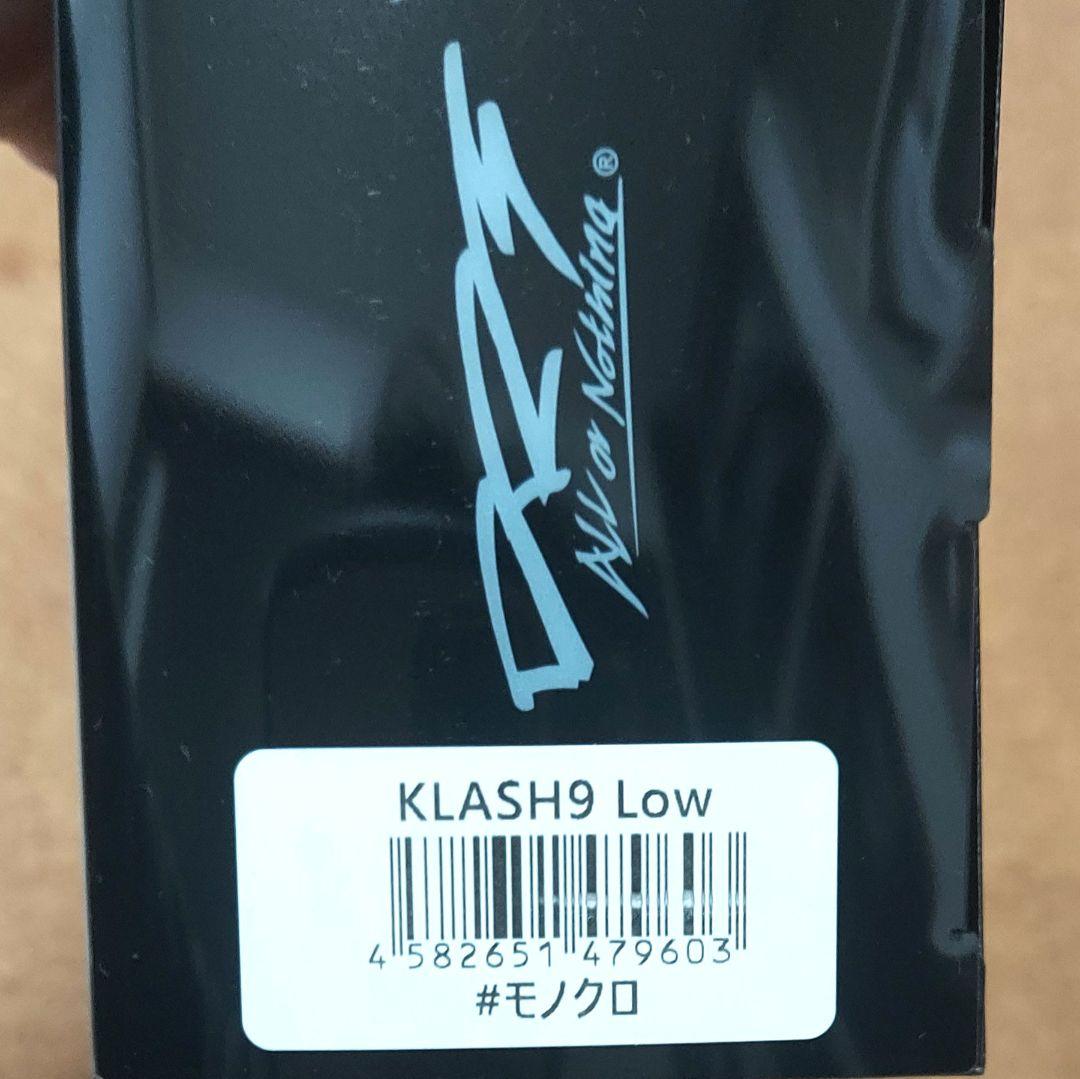 All or Nothing ®
KLASH9 Low
4 582651 479603
#モノクロ